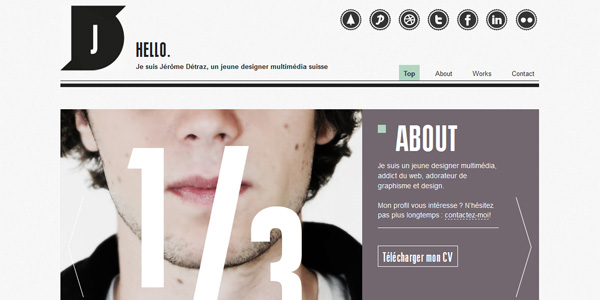 J
HELLO.
Je suis Jérôme Détraz, un jeune designer multimédia suisse
Top About Works Contact
1/3
ABOUT
Je suis un jeune designer multimédia,
addict du web, adorateur de
graphisme et design.
Mon profil vous intéresse ? N'hésitez
pas plus longtemps : contactez-moi!
Télécharger mon CV